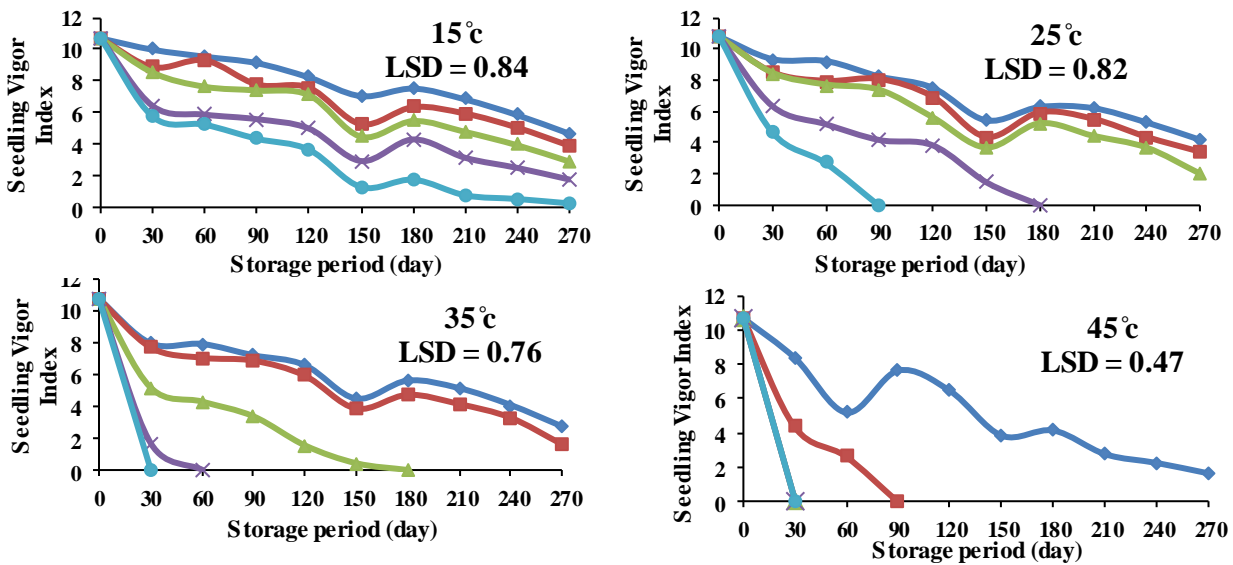 15°c
LSD = 0.84
Seedling Vigor
Index
12
10
8
6
4
2
0
0 30 60 90 120 150 180 210 240 270
Storage period (day)
25°c
LSD = 0.82
Seedling Vigor
Index
12
10
8
6
4
2
0
0 30 60 90 120 150 180 210 240 270
Storage period (day)
35°c
LSD = 0.76
Seedling Vigor
Index
10
8
6
4
2
0
0 30 60 90 120 150 180 210 240 270
Storage period (day)
45°c
LSD = 0.47
Seedling Vigor Index
12
10
8
6
4
2
0
0 30 60 90 120 150 180 210 240 270
Storage period (day)